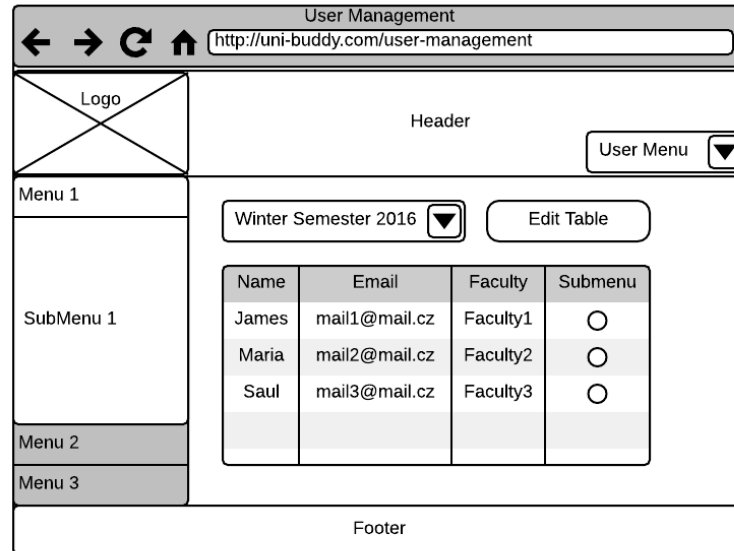 User Management
http://uni-buddy.com/user-management
Logo
Header
User Menu
Menu 1
Winter Semester 2016
Edit Table
Name Email Faculty Submenu
James mail1@mail.cz Faculty1
SubMenu 1
Maria mail2@mail.cz Faculty2
Saul mail3@mail.cz Faculty3
Menu 2
Menu 3
Footer